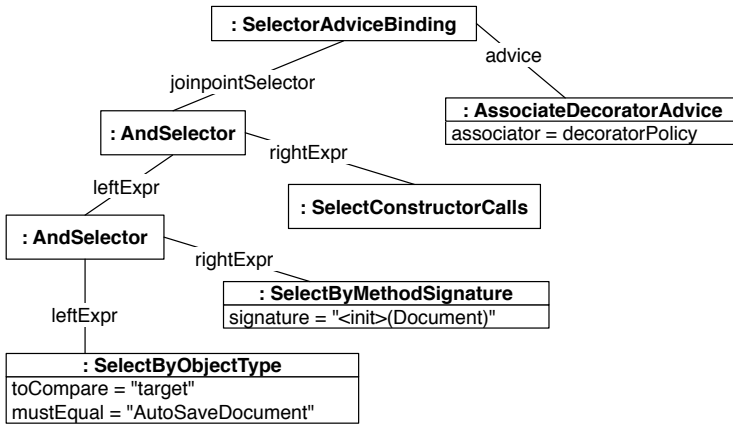 : SelectorAdviceBinding
advice
joinpointSelector
: AssociateDecoratorAdvice
associator = decoratorPolicy
: AndSelector
rightExpr
leftExpr
: SelectConstructorCalls
: AndSelector
rightExpr
: SelectByMethodSignature
signature = "<init>(Document)"
leftExpr
: SelectByObjectType
toCompare = "target"
mustEqual = "AutoSaveDocument"